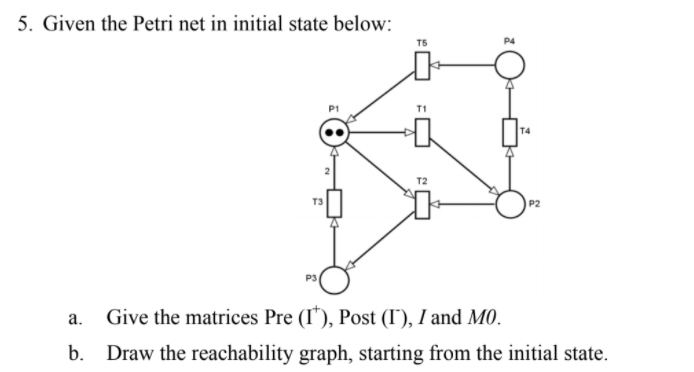 5. Given the Petri net in initial state below:
T5
P4
P1
T1
T4
2
T2
T3
P2
P3
a. Give the matrices Pre (I⁺), Post (I⁻), I and M0.
b. Draw the reachability graph, starting from the initial state.